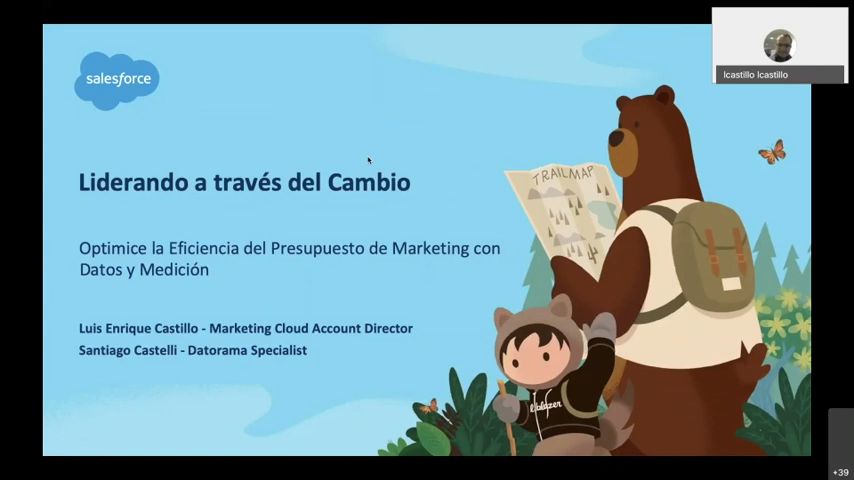 salesforce
lcastillo lcastillo
TRAILMAP
Liderando a través del Cambio
Optimice la Eficiencia del Presupuesto de Marketing con
Datos y Medición
Luis Enrique Castillo - Marketing Cloud Account Director
Santiago Castelli - Datorama Specialist
+39